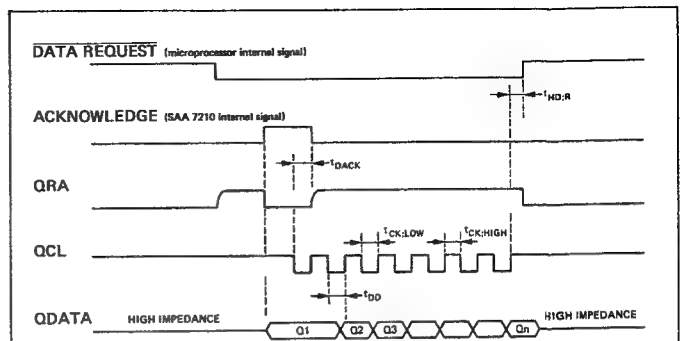 DATA REQUEST (microprocessor internal signal)
tHD;R
ACKNOWLEDGE (SAA 7210 internal signal)
tDACK
QRA
tCK;LOW
tCK;HIGH
QCL
tDD
QDATA
HIGH IMPEDANCE
Q1
Q2
Q3
Qn
HIGH IMPEDANCE